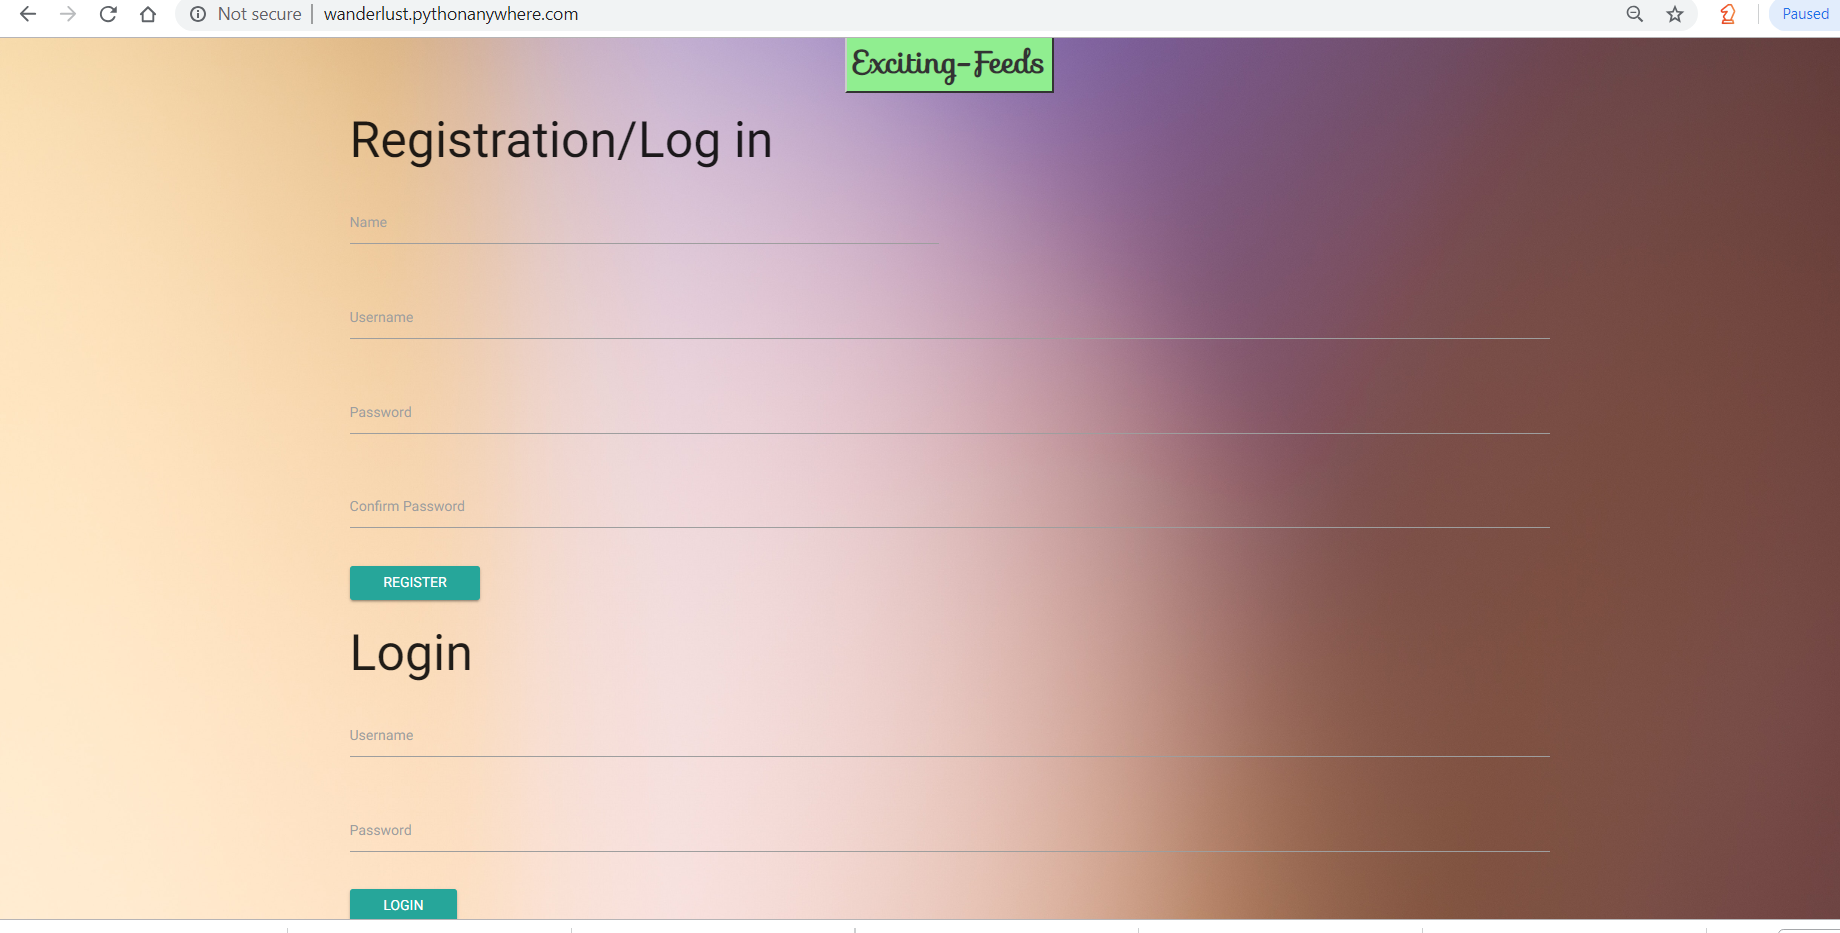 Not secure | wanderlust.pythonanywhere.com
Paused
Exciting-Feeds
Registration/Log in
Name
Username
Password
Confirm Password
REGISTER
Login
Username
Password
LOGIN